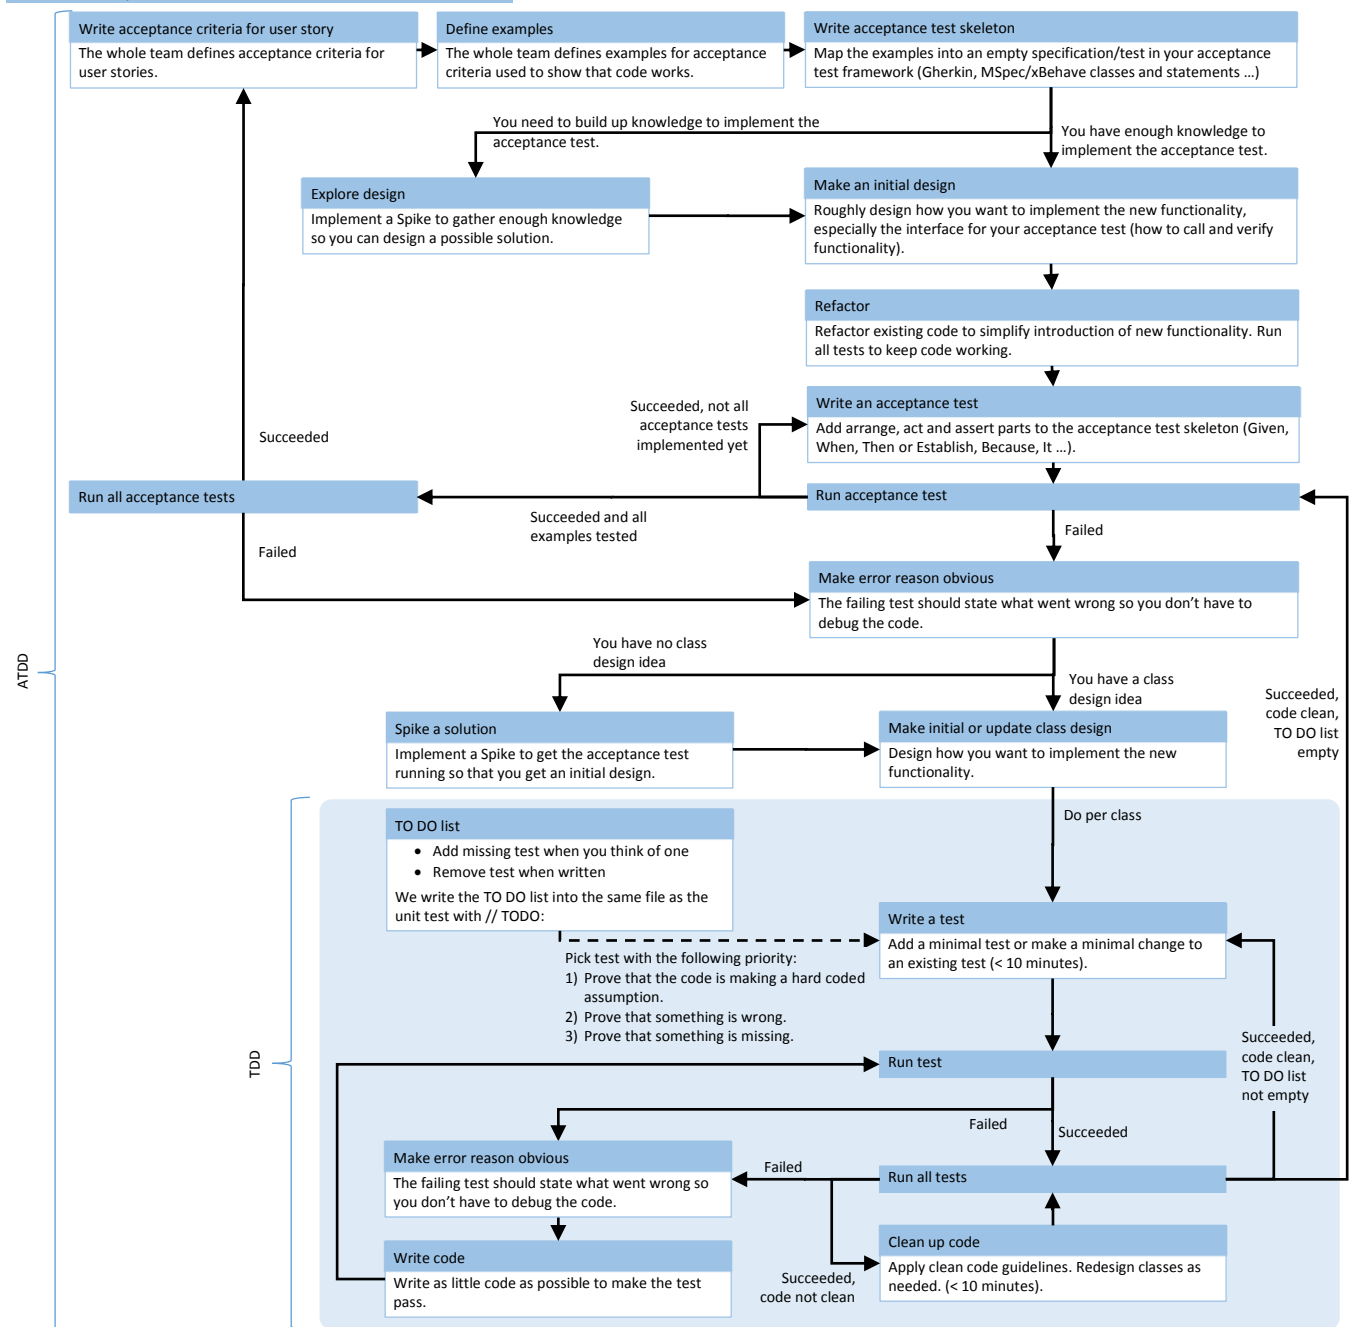 Write acceptance criteria for user story
The whole team defines acceptance criteria for
user stories.
Define examples
The whole team defines examples for acceptance
criteria used to show that code works.
Write acceptance test skeleton
Map the examples into an empty specification/test in your acceptance
test framework (Gherkin, MSpec/xBehave classes and statements …)
You need to build up knowledge to implement the
acceptance test.
You have enough knowledge to
implement the acceptance test.
Explore design
Implement a Spike to gather enough knowledge
so you can design a possible solution.
Make an initial design
Roughly design how you want to implement the new functionality,
especially the interface for your acceptance test (how to call and verify
functionality).
Refactor
Refactor existing code to simplify introduction of new functionality. Run
all tests to keep code working.
Succeeded, not all
acceptance tests
implemented yet
Write an acceptance test
Add arrange, act and assert parts to the acceptance test skeleton (Given,
When, Then or Establish, Because, It …).
Succeeded
Run all acceptance tests
Run acceptance test
Succeeded and all
examples tested
Failed
Failed
Make error reason obvious
The failing test should state what went wrong so you don’t have to
debug the code.
ATDD
You have no class
design idea
You have a class
design idea
Succeeded,
code clean,
TO DO list
empty
Spike a solution
Implement a Spike to get the acceptance test
running so that you get an initial design.
Make initial or update class design
Design how you want to implement the new
functionality.
Do per class
TO DO list
• Add missing test when you think of one
• Remove test when written
We write the TO DO list into the same file as the
unit test with // TODO:
Write a test
Add a minimal test or make a minimal change to
an existing test (< 10 minutes).
Pick test with the following priority:
1) Prove that the code is making a hard coded
assumption.
2) Prove that something is wrong.
3) Prove that something is missing.
Succeeded,
code clean,
TO DO list
not empty
TDD
Run test
Failed
Succeeded
Make error reason obvious
The failing test should state what went wrong so
you don’t have to debug the code.
Failed
Run all tests
Write code
Write as little code as possible to make the test
pass.
Succeeded,
code not clean
Clean up code
Apply clean code guidelines. Redesign classes as
needed. (< 10 minutes).